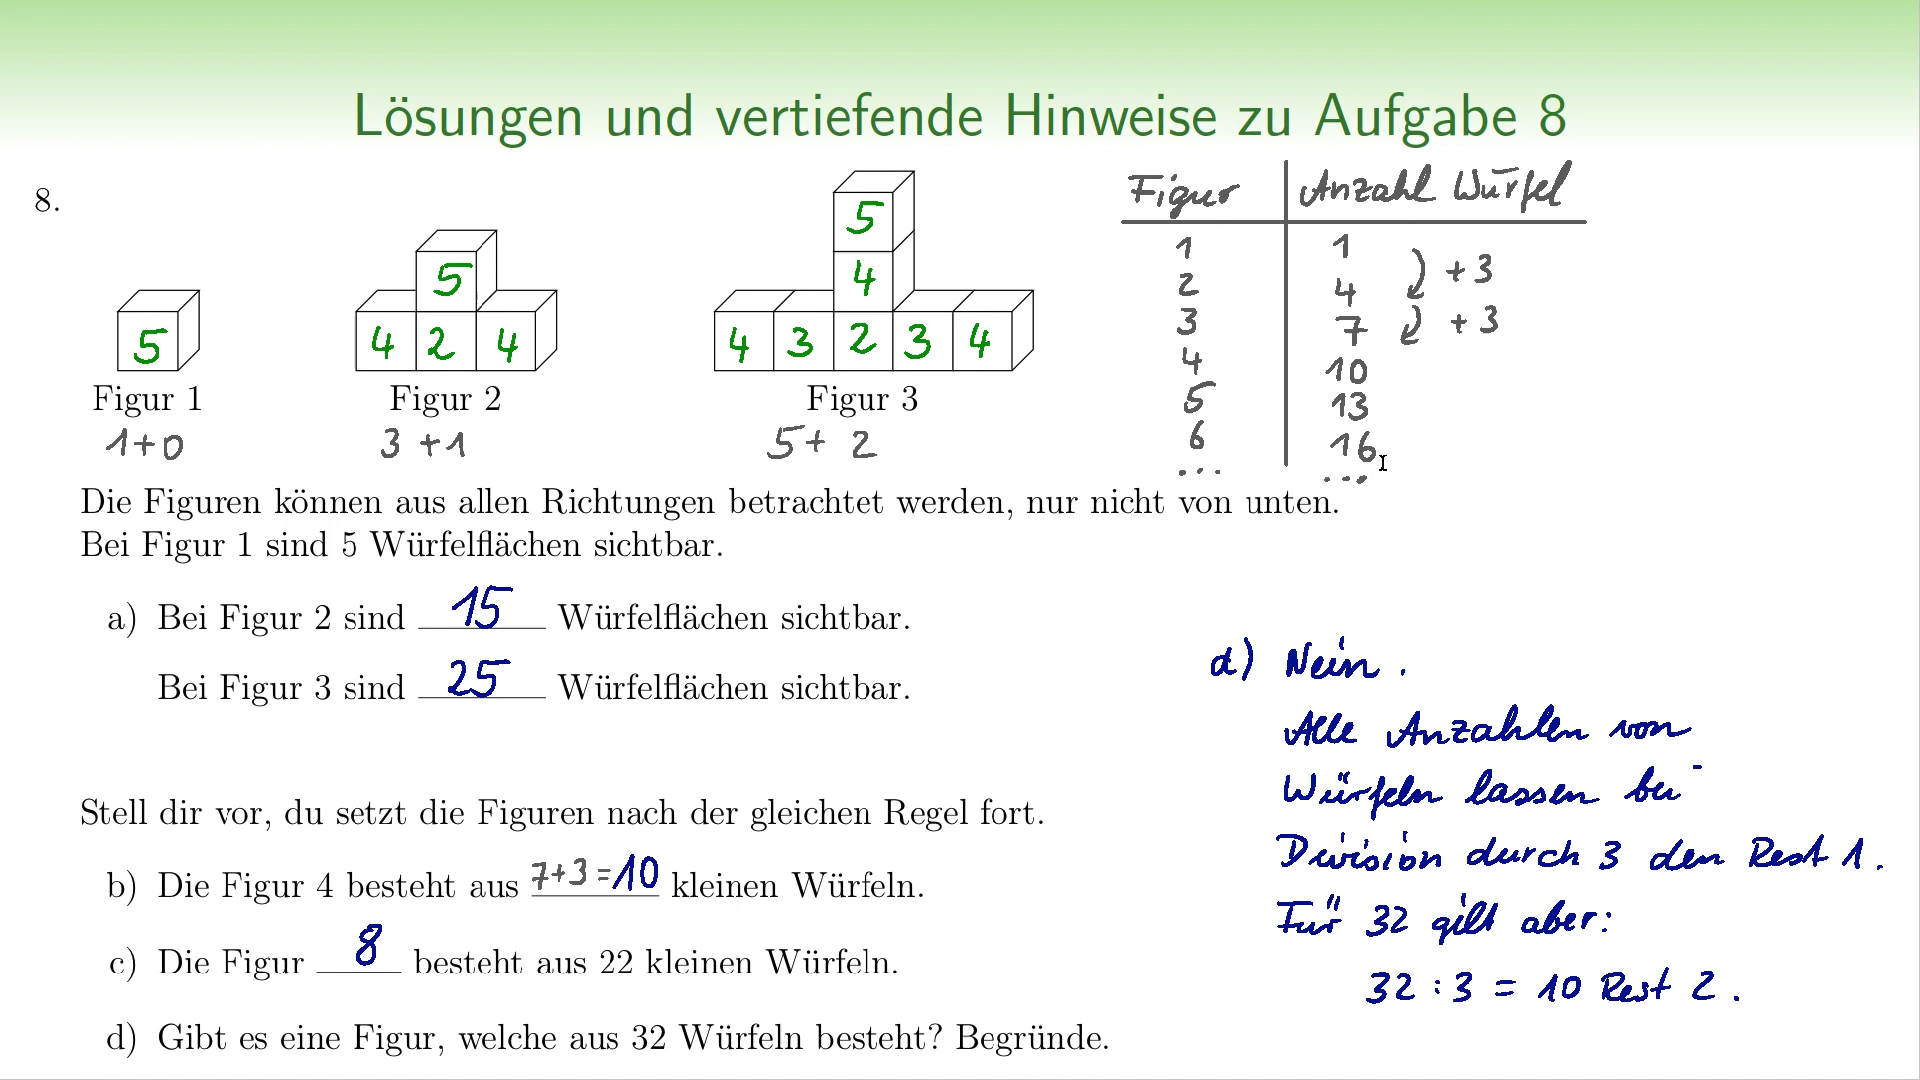 Lösungen und vertiefende Hinweise zu Aufgabe 8
8.
5
5
4 2 4
5
4
4 3 2 3 4
Figur 1
Figur 2
Figur 3
1+0
3 +1
5+ 2
Figur Anzahl Würfel
1 1
2 4 +3
3 7 +3
4 10
5 13
6 16
... ...
Die Figuren können aus allen Richtungen betrachtet werden, nur nicht von unten.
Bei Figur 1 sind 5 Würfelflächen sichtbar.
a) Bei Figur 2 sind 15 Würfelflächen sichtbar.
Bei Figur 3 sind 25 Würfelflächen sichtbar.
Stell dir vor, du setzt die Figuren nach der gleichen Regel fort.
b) Die Figur 4 besteht aus 7+3=10 kleinen Würfeln.
c) Die Figur 8 besteht aus 22 kleinen Würfeln.
d) Gibt es eine Figur, welche aus 32 Würfeln besteht? Begründe.
d) Nein.
Alle Anzahlen von
Würfeln lassen bei
Division durch 3 den Rest 1.
Für 32 gilt aber:
32 : 3 = 10 Rest 2.